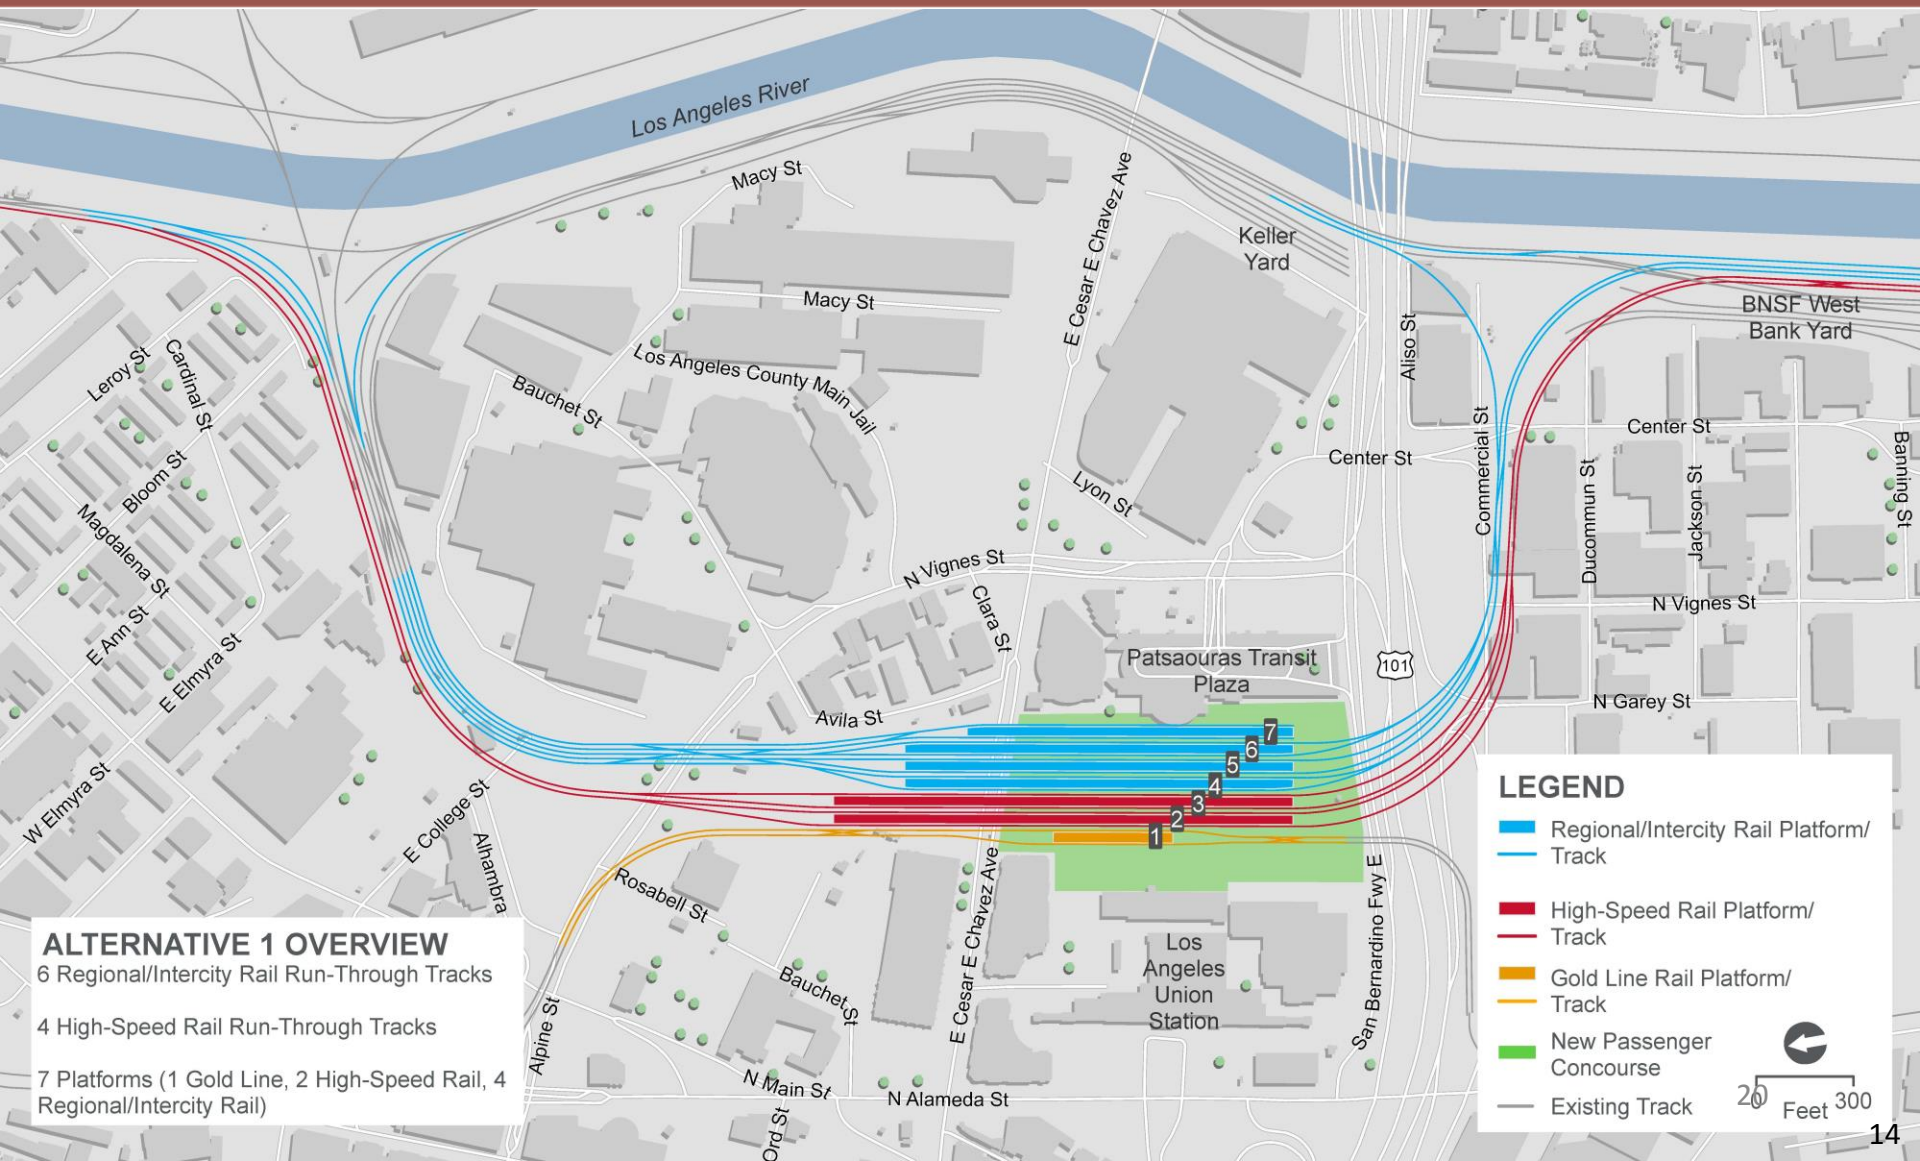 Los Angeles River
Macy St
E Cesar E Chavez Ave
Keller
Yard
Macy St
BNSF West
Bank Yard
Aliso St
Leroy St
Cardinal St
Los Angeles County Main Jail
Bauchet St
Commercial St
Center St
Center St
Banning St
Bloom St
Lyon St
Ducommun St
Jackson St
Magdalena St
N Vignes St
Clara St
N Vignes St
E Ann St
E Elmyra St
Patsaouras Transit
Plaza
101
N Garey St
Avila St
7
6
5
4
3
2
1
W Elmyra St
E College St
Alhambra
Rosabell St
E Cesar E Chavez Ave
San Bernardino Fwy E
Los
Angeles
Union
Station
Bauchet St
Alpine St
N Main St
N Alameda St
Ord St
ALTERNATIVE 1 OVERVIEW
6 Regional/Intercity Rail Run-Through Tracks
4 High-Speed Rail Run-Through Tracks
7 Platforms (1 Gold Line, 2 High-Speed Rail, 4
Regional/Intercity Rail)
LEGEND
Regional/Intercity Rail Platform/
Track
High-Speed Rail Platform/
Track
Gold Line Rail Platform/
Track
New Passenger
Concourse
Existing Track
0 Feet 300
14